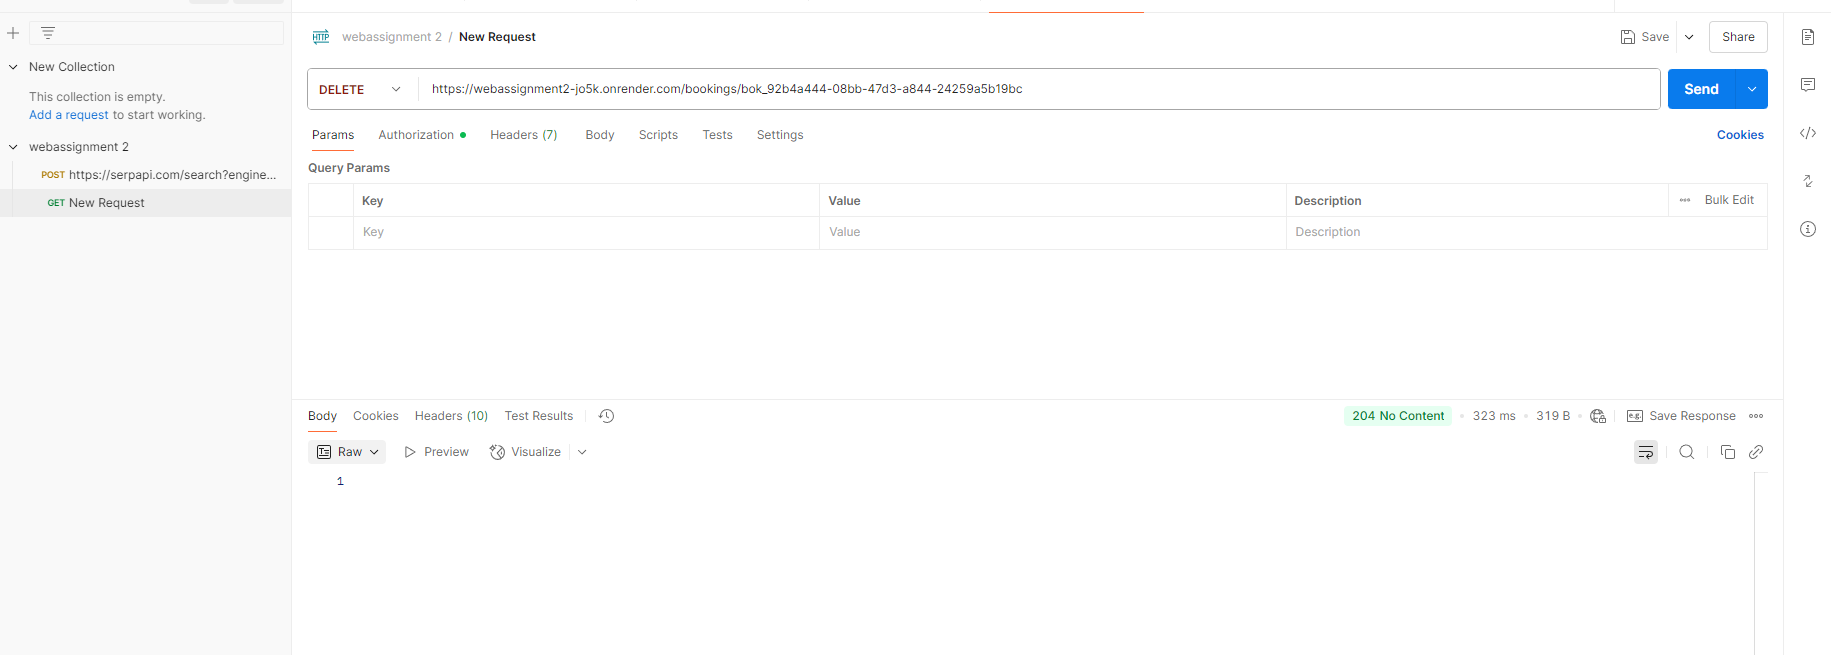 New Collection
This collection is empty.
Add a request to start working.
webassignment 2
POST https://serpapi.com/search?engine...
GET New Request
HTTP webassignment 2 / New Request
Save
Share
DELETE
https://webassignment2-jo5k.onrender.com/bookings/bok_92b4a444-08bb-47d3-a844-24259a5b19bc
Send
Params Authorization Headers (7) Body Scripts Tests Settings
Cookies
Query Params
Key Value Description Bulk Edit
Key Value Description
Body Cookies Headers (10) Test Results
204 No Content 323 ms 319 B e.g. Save Response
Raw Preview Visualize
1